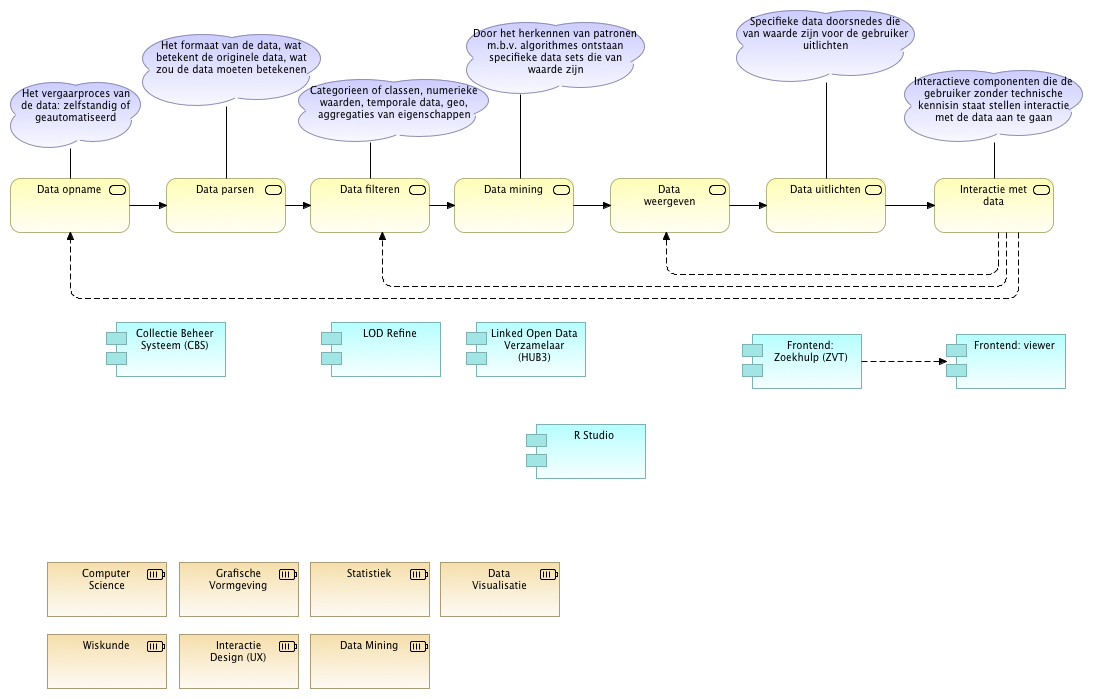 Het vergaarproces van
de data: zelfstandig of
geautomatiseerd
Het formaat van de data, wat
betekent de originele data, wat
zou de data moeten betekenen
Categorieen of classen, numerieke
waarden, temporale data, geo,
aggregaties van eigenschappen
Door het herkennen van patronen
m.b.v. algorithmes ontstaan
specifieke data sets die van
waarde zijn
Specifieke data doorsnedes die
van waarde zijn voor de gebruiker
uitlichten
Interactieve componenten die de
gebruiker zonder technische
kennisin staat stellen interactie
met de data aan te gaan
Data opname
Data parsen
Data filteren
Data mining
Data
weergeven
Data uitlichten
Interactie met
data
Collectie Beheer
Systeem (CBS)
LOD Refine
Linked Open Data
Verzamelaar
(HUB3)
Frontend:
Zoekhulp (ZVT)
Frontend: viewer
R Studio
Computer
Science
Grafische
Vormgeving
Statistiek
Data
Visualisatie
Wiskunde
Interactie
Design (UX)
Data Mining